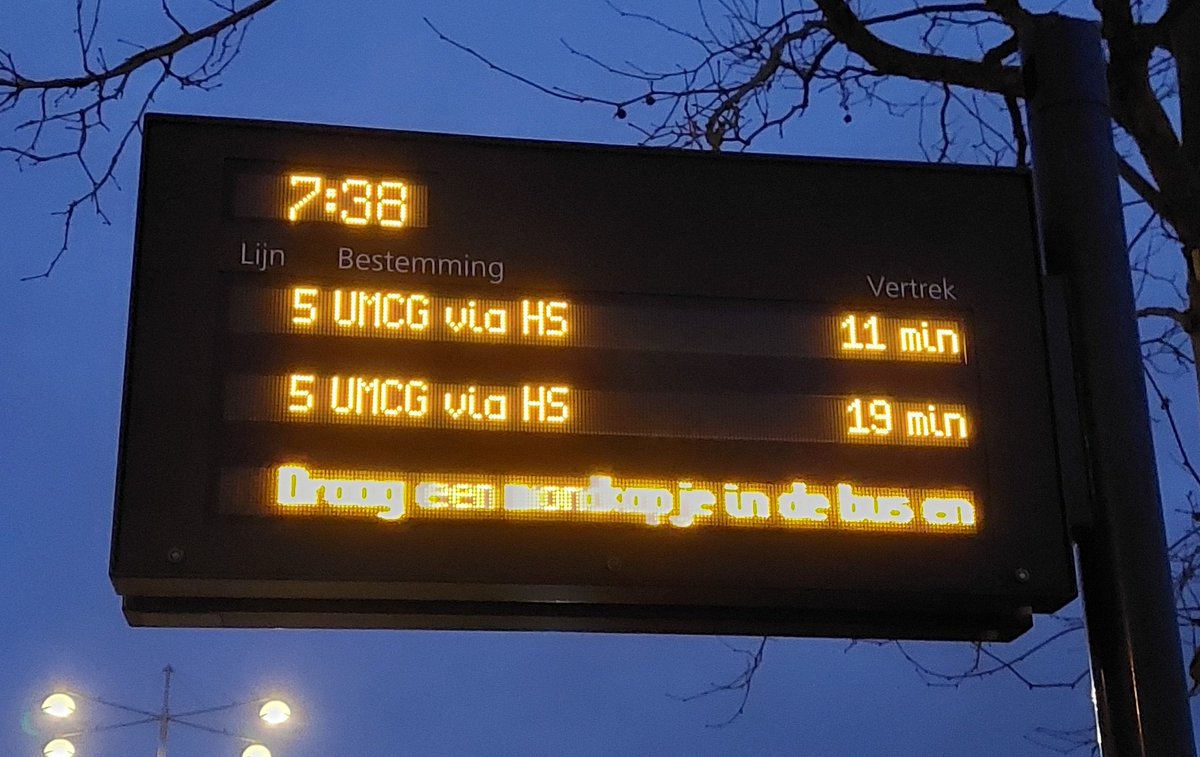 7:38
Lijn Bestemming Vertrek
5 UMCG via HS 11 min
5 UMCG via HS 19 min
Draag een mondkapje in de bus en